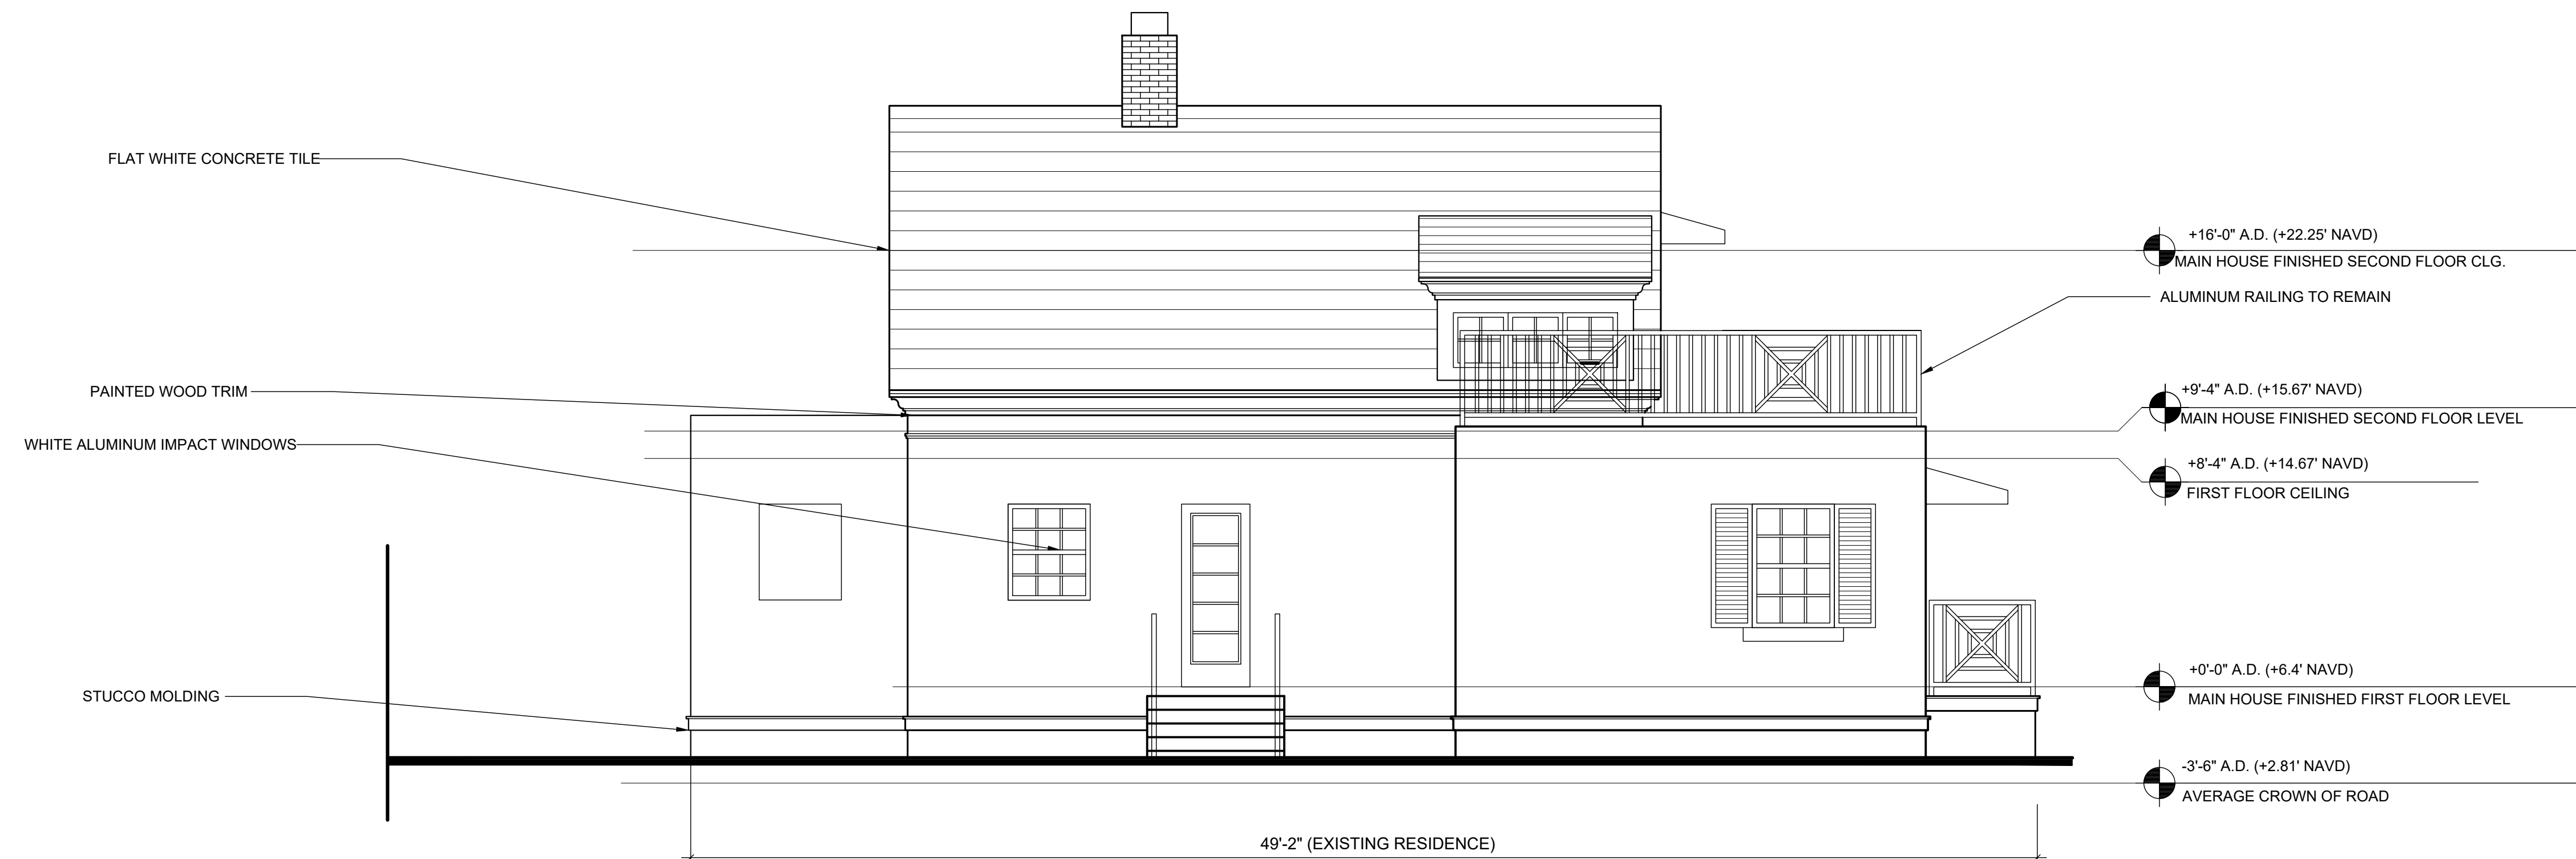 FLAT WHITE CONCRETE TILE
PAINTED WOOD TRIM
WHITE ALUMINUM IMPACT WINDOWS
STUCCO MOLDING
+16'-0" A.D. (+22.25' NAVD)
MAIN HOUSE FINISHED SECOND FLOOR CLG.
ALUMINUM RAILING TO REMAIN
+9'-4" A.D. (+15.67' NAVD)
MAIN HOUSE FINISHED SECOND FLOOR LEVEL
+8'-4" A.D. (+14.67' NAVD)
FIRST FLOOR CEILING
+0'-0" A.D. (+6.4' NAVD)
MAIN HOUSE FINISHED FIRST FLOOR LEVEL
-3'-6" A.D. (+2.81' NAVD)
AVERAGE CROWN OF ROAD
49'-2" (EXISTING RESIDENCE)